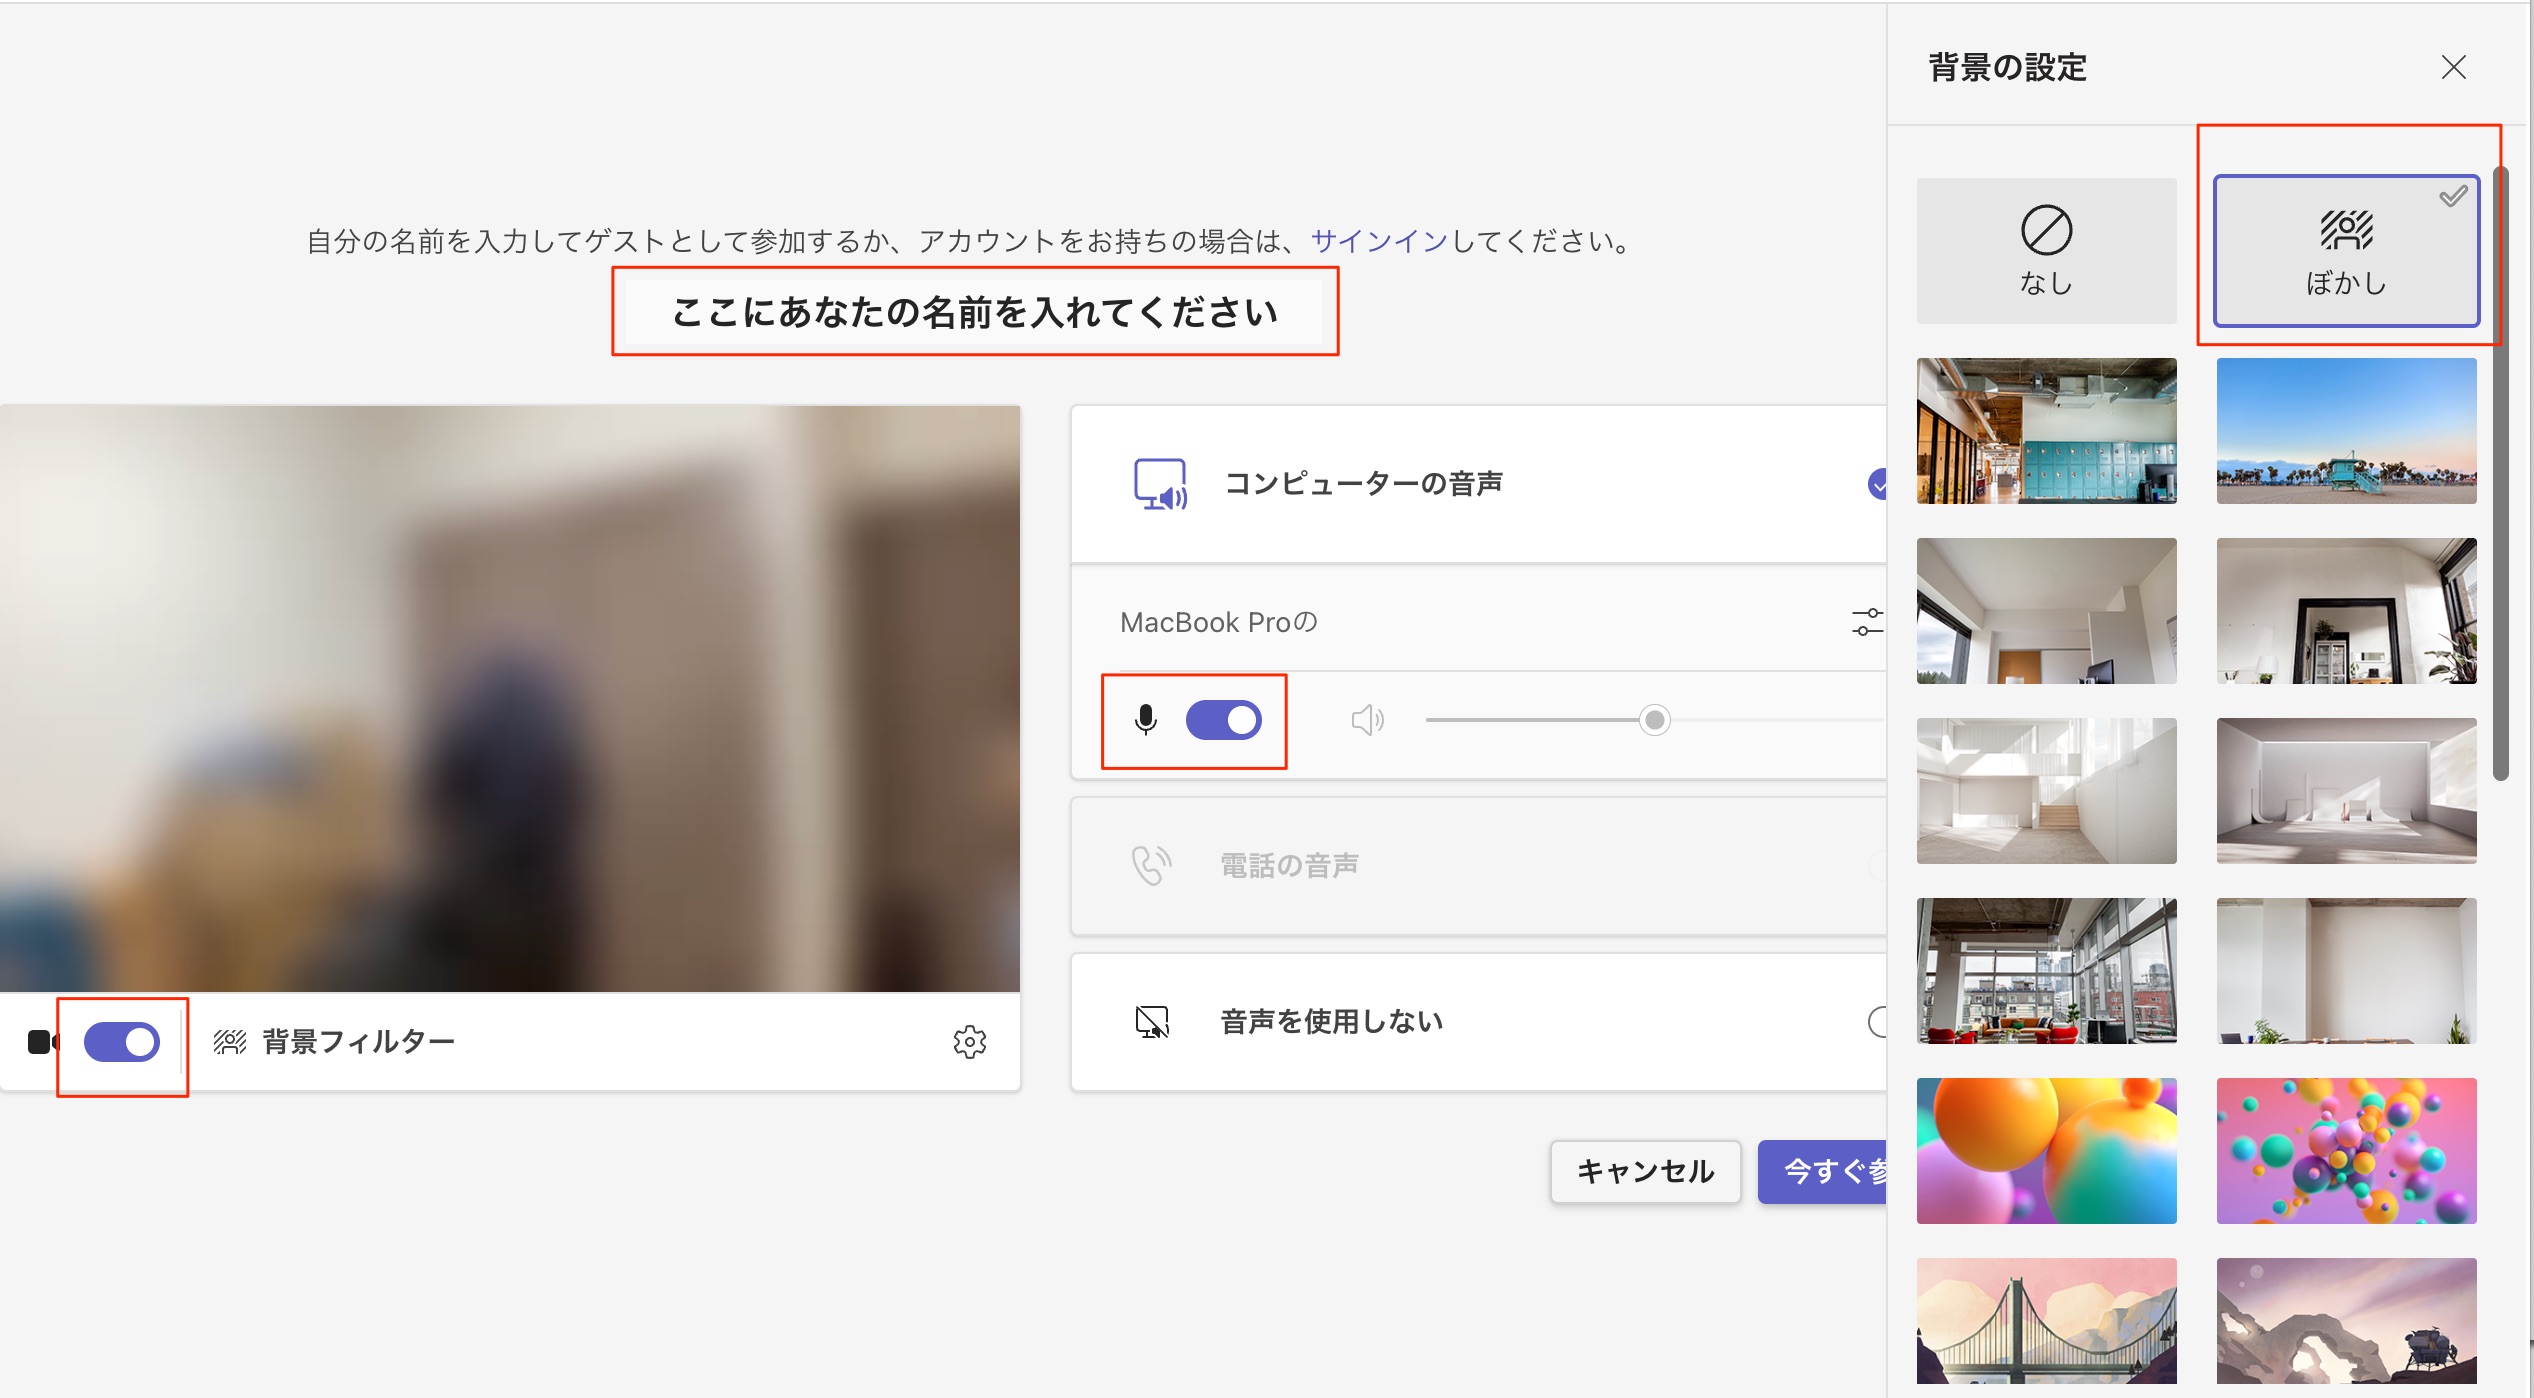 背景の設定
なし
ぼかし
自分の名前を入力してゲストとして参加するか、アカウントをお持ちの場合は、サインインしてください。
ここにあなたの名前を入れてください
コンピューターの音声
MacBook Proの
電話の音声
音声を使用しない
背景フィルター
キャンセル
今すぐ参